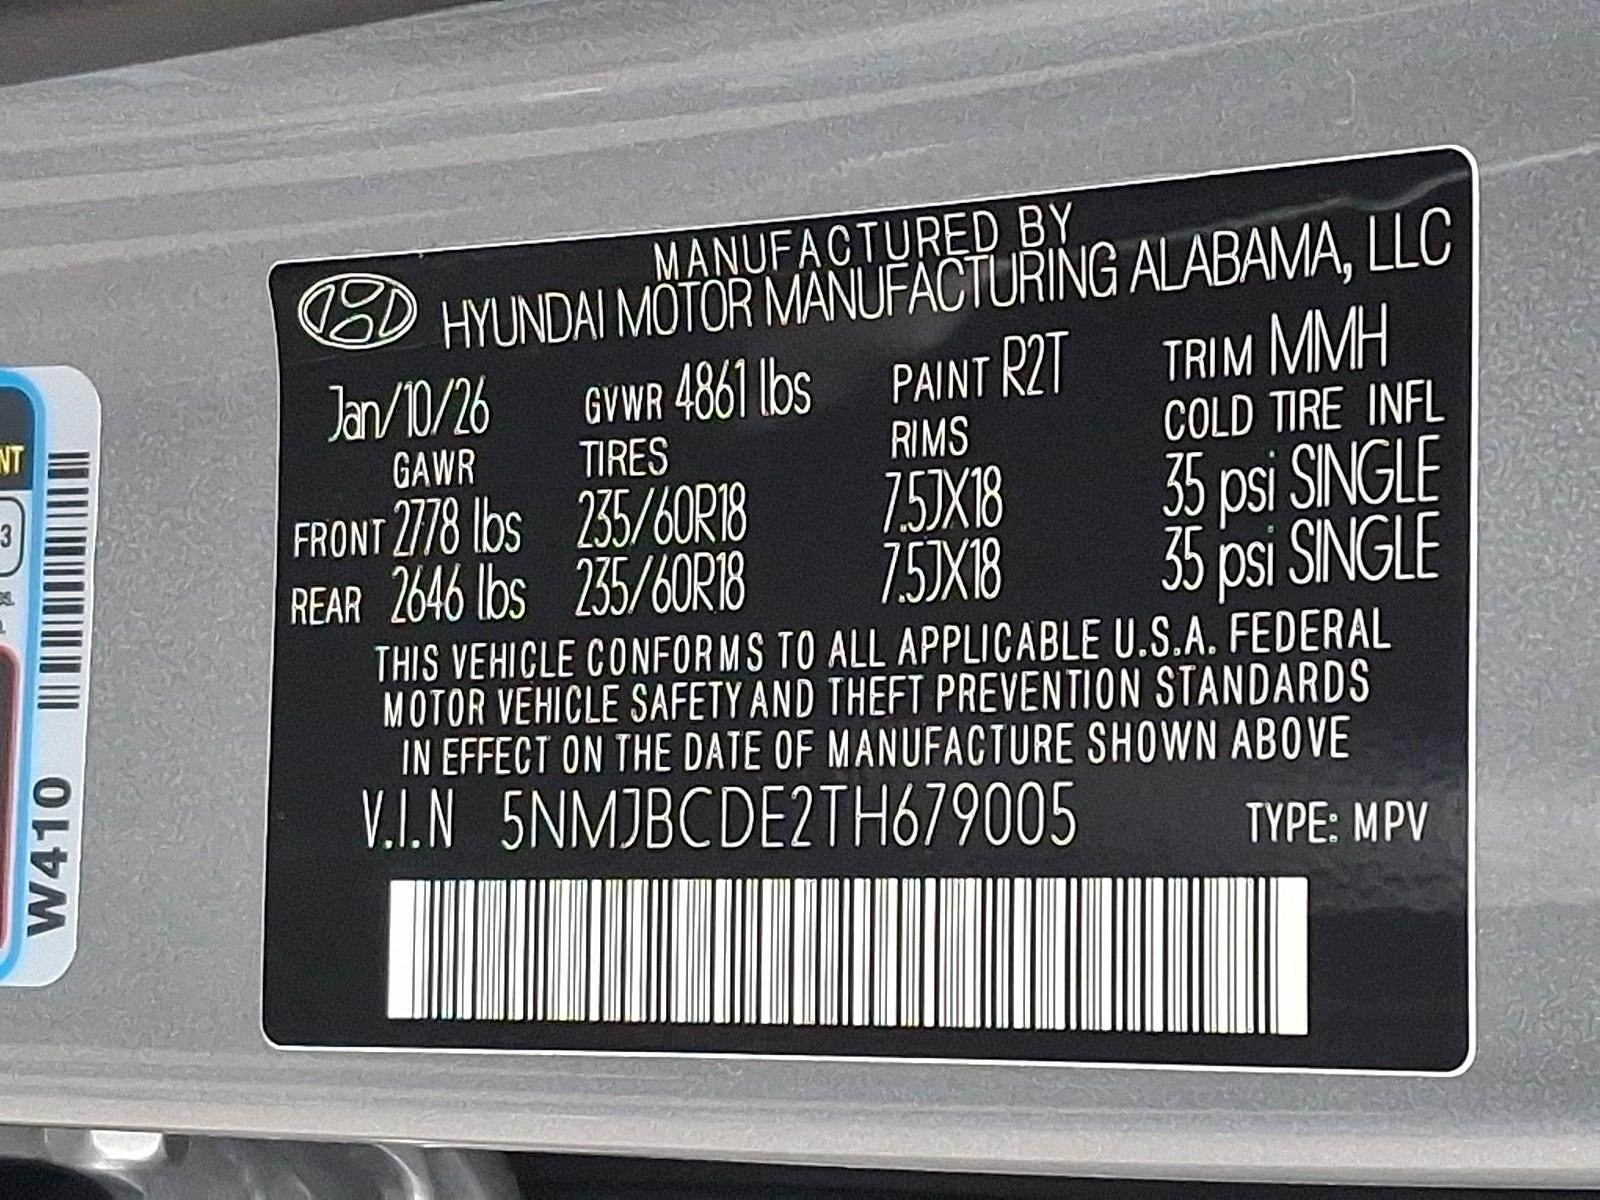 MANUFACTURED BY
HYUNDAI MOTOR MANUFACTURING ALABAMA, LLC
Jan/10/26 GVWR 4861 lbs PAINT R2T TRIM MMH
GAWR TIRES RIMS COLD TIRE INFL
FRONT 2778 lbs 235/60R18 7.5JX18 35 psi SINGLE
REAR 2646 lbs 235/60R18 7.5JX18 35 psi SINGLE
THIS VEHICLE CONFORMS TO ALL APPLICABLE U.S.A. FEDERAL
MOTOR VEHICLE SAFETY AND THEFT PREVENTION STANDARDS
IN EFFECT ON THE DATE OF MANUFACTURE SHOWN ABOVE
V.I.N 5NMJBCDE2TH679005 TYPE: MPV
NT
3
W410